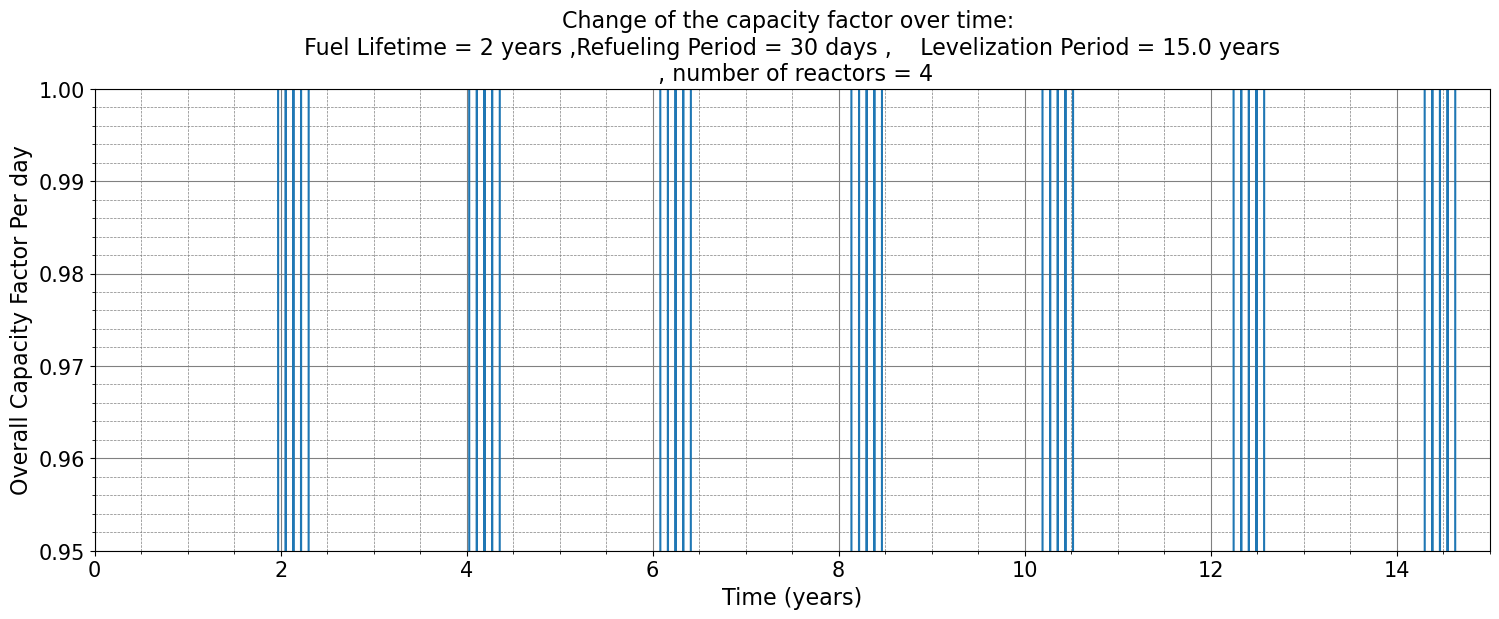 Change of the capacity factor over time:
Fuel Lifetime = 2 years ,Refueling Period = 30 days ,    Levelization Period = 15.0 years
, number of reactors = 4
Overall Capacity Factor Per day
1.00
0.99
0.98
0.97
0.96
0.95
0 2 4 6 8 10 12 14
Time (years)